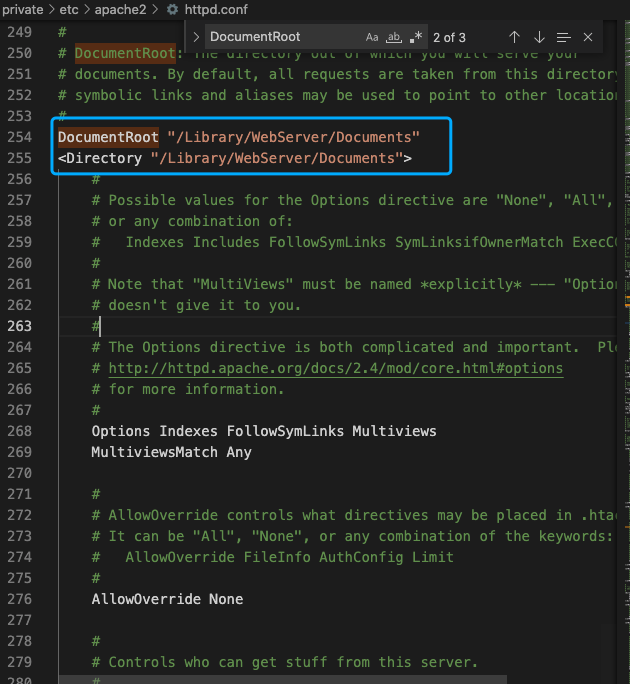 private > etc > apache2 > httpd.conf
> DocumentRoot Aa ab .* 2 of 3
249 #
250 # DocumentRoot: The directory out of which you will serve your
251 # documents. By default, all requests are taken from this directory
252 # symbolic links and aliases may be used to point to other location
253 #
254 DocumentRoot "/Library/WebServer/Documents"
255 <Directory "/Library/WebServer/Documents">
256 #
257 # Possible values for the Options directive are "None", "All",
258 # or any combination of:
259 #   Indexes Includes FollowSymLinks SymLinksifOwnerMatch ExecCG
260 #
261 # Note that "MultiViews" must be named *explicitly* --- "Option
262 # doesn't give it to you.
263 #
264 # The Options directive is both complicated and important.  Ple
265 # http://httpd.apache.org/docs/2.4/mod/core.html#options
266 # for more information.
267 #
268 Options Indexes FollowSymLinks Multiviews
269 MultiviewsMatch Any
270
271 #
272 # AllowOverride controls what directives may be placed in .htac
273 # It can be "All", "None", or any combination of the keywords:
274 #   AllowOverride FileInfo AuthConfig Limit
275 #
276 AllowOverride None
277
278 #
279 # Controls who can get stuff from this server.
280 #